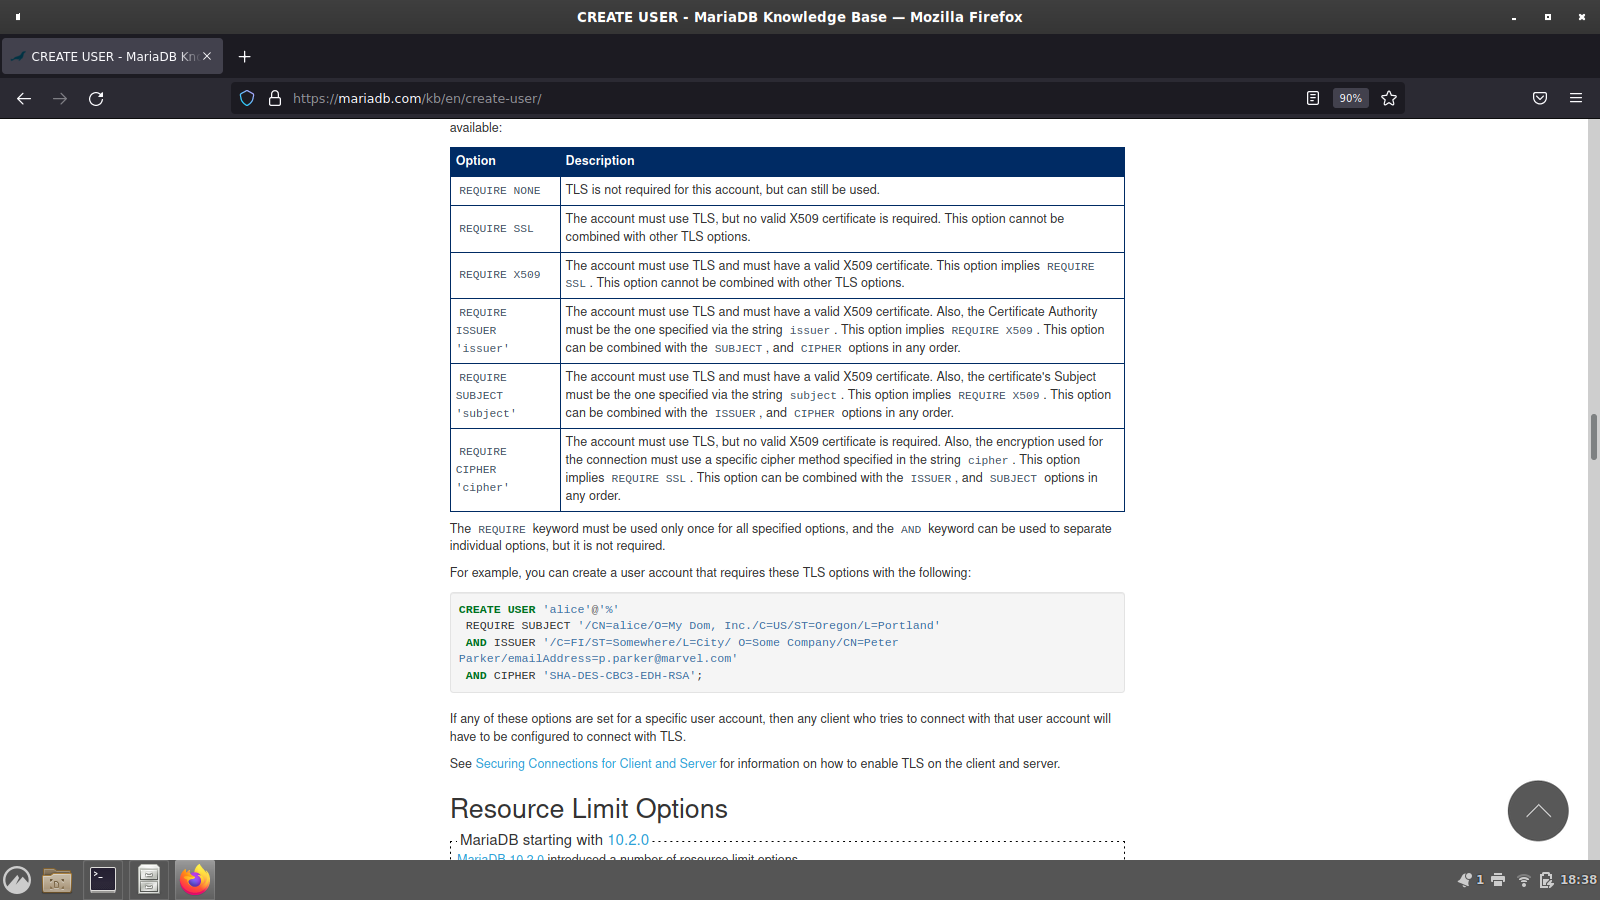 CREATE USER - MariaDB Knowledge Base — Mozilla Firefox
CREATE USER - MariaDB Kn
https://mariadb.com/kb/en/create-user/
90%
available:
Option Description
REQUIRE NONE TLS is not required for this account, but can still be used.
REQUIRE SSL
The account must use TLS, but no valid X509 certificate is required. This option cannot be
combined with other TLS options.
REQUIRE X509
The account must use TLS and must have a valid X509 certificate. This option implies REQUIRE
SSL . This option cannot be combined with other TLS options.
REQUIRE
ISSUER
'issuer'
The account must use TLS and must have a valid X509 certificate. Also, the Certificate Authority
must be the one specified via the string issuer . This option implies REQUIRE X509 . This option
can be combined with the SUBJECT , and CIPHER options in any order.
REQUIRE
SUBJECT
'subject'
The account must use TLS and must have a valid X509 certificate. Also, the certificate's Subject
must be the one specified via the string subject . This option implies REQUIRE X509 . This option
can be combined with the ISSUER , and CIPHER options in any order.
REQUIRE
CIPHER
'cipher'
The account must use TLS, but no valid X509 certificate is required. Also, the encryption used for
the connection must use a specific cipher method specified in the string cipher . This option
implies REQUIRE SSL . This option can be combined with the ISSUER , and SUBJECT options in
any order.
The REQUIRE keyword must be used only once for all specified options, and the AND keyword can be used to separate
individual options, but it is not required.
For example, you can create a user account that requires these TLS options with the following:
CREATE USER 'alice'@'%'
REQUIRE SUBJECT '/CN=alice/O=My Dom, Inc./C=US/ST=Oregon/L=Portland'
AND ISSUER '/C=FI/ST=Somewhere/L=City/ O=Some Company/CN=Peter
Parker/emailAddress=p.parker@marvel.com'
AND CIPHER 'SHA-DES-CBC3-EDH-RSA';
If any of these options are set for a specific user account, then any client who tries to connect with that user account will
have to be configured to connect with TLS.
See Securing Connections for Client and Server for information on how to enable TLS on the client and server.
Resource Limit Options
MariaDB starting with 10.2.0
MariaDB 10.2.0 introduced a number of resource limit options
1
18:38